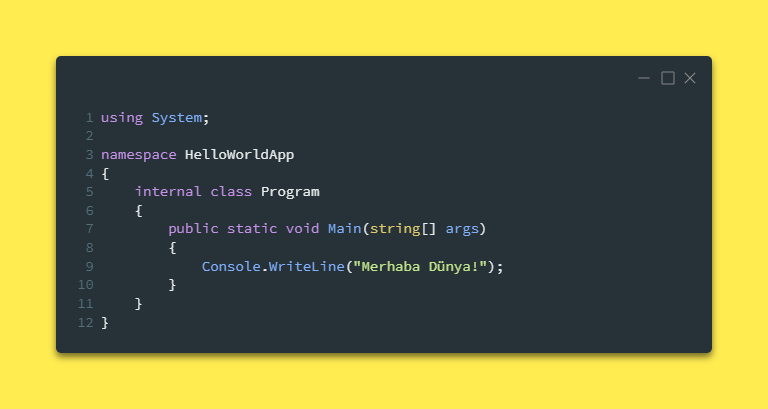 1 using System;
2
3 namespace HelloWorldApp
4 {
5     internal class Program
6     {
7         public static void Main(string[] args)
8         {
9             Console.WriteLine("Merhaba Dünya!");
10         }
11     }
12 }